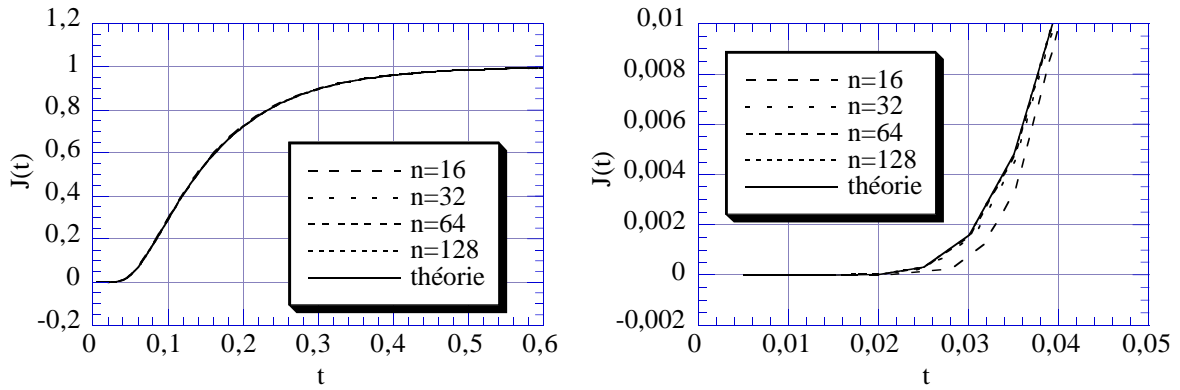 1,2
1
0,8
0,6
0,4
0,2
0
-0,2
J(t)
0
0,1
0,2
0,3
0,4
0,5
0,6
t
n=16
n=32
n=64
n=128
théorie
0,01
0,008
0,006
0,004
0,002
0
-0,002
J(t)
0
0,01
0,02
0,03
0,04
0,05
t
n=16
n=32
n=64
n=128
théorie